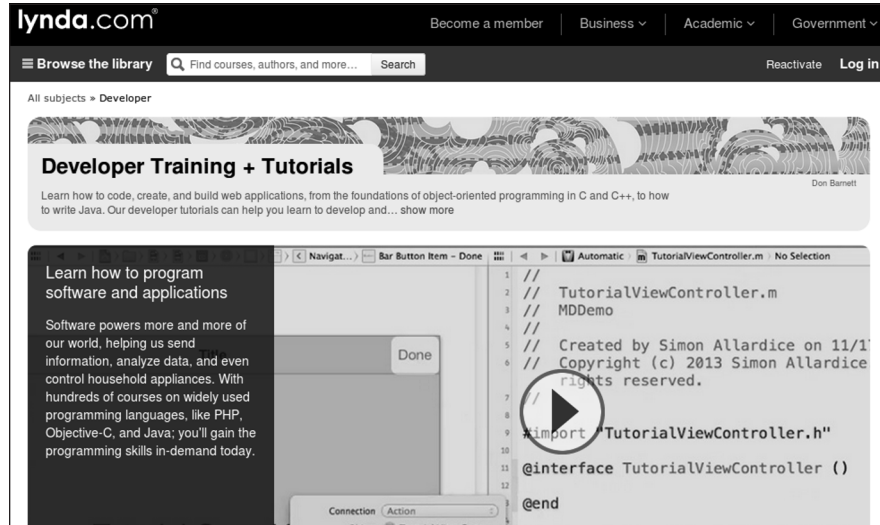 lynda.com®
Become a member
Business
Academic
Government
Browse the library
Find courses, authors, and more...
Search
Reactivate
Log in
All subjects » Developer
Developer Training + Tutorials
Don Barnett
Learn how to code, create, and build web applications, from the foundations of object-oriented programming in C and C++, to how
to write Java. Our developer tutorials can help you learn to develop and... show more
Learn how to program
software and applications
Software powers more and more of
our world, helping us send
information, analyze data, and even
control household appliances. With
hundreds of courses on widely used
programming languages, like PHP,
Objective-C, and Java; you'll gain the
programming skills in-demand today.
Navigat...
Bar Button Item – Done
Title
Done
Connection
Action
Automatic
TutorialViewController.m
No Selection
1 //
2 // TutorialViewController.m
3 // MDDemo
4 //
5 // Created by Simon Allardice on 11/1
6 // Copyright (c) 2013 Simon Allardice
rights reserved.
7 //
8
9 #import "TutorialViewController.h"
10
11 @interface TutorialViewController ()
12
@end